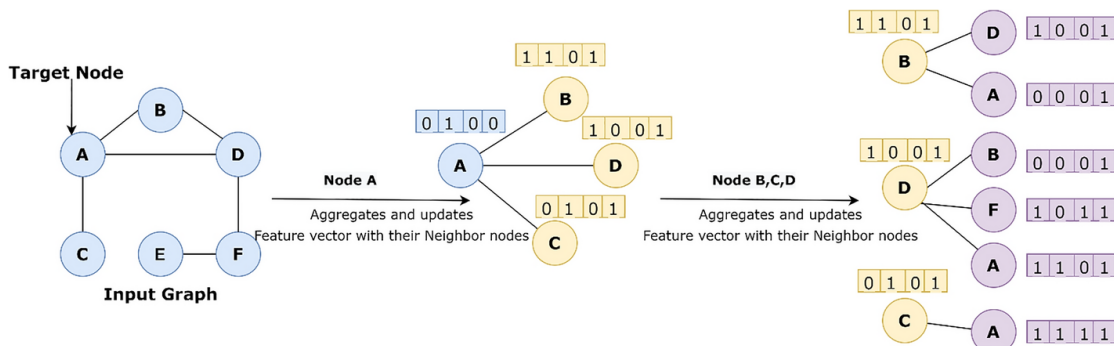 Target Node
A
B
D
C
E
F
Input Graph
Node A
Aggregates and updates
Feature vector with their Neighbor nodes
0 1 0 0
A
1 1 0 1
B
1 0 0 1
D
0 1 0 1
C
Node B,C,D
Aggregates and updates
Feature vector with their Neighbor nodes
1 1 0 1
B
D 1 0 0 1
A 0 0 0 1
1 0 0 1
D
B 0 0 0 1
F 1 0 1 1
A 1 1 0 1
0 1 0 1
C
A 1 1 1 1